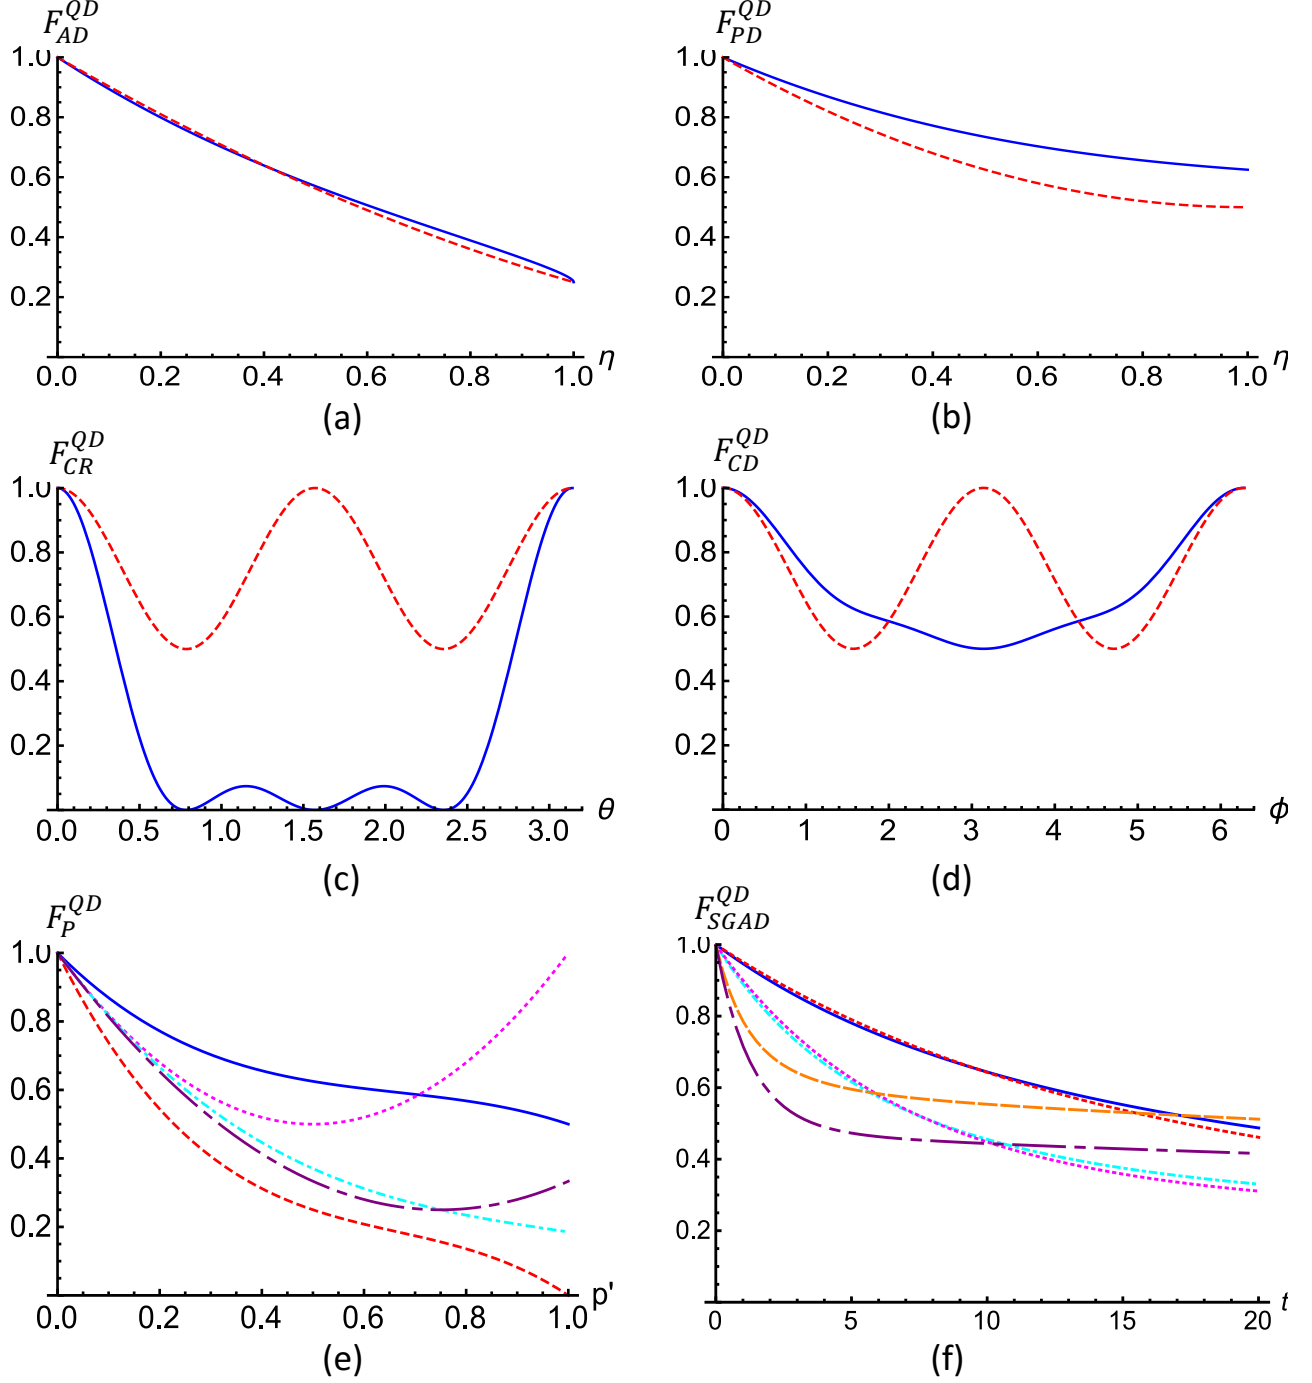 F_{AD}^{QD} F_{PD}^{QD}
1.0 1.0
0.8 0.8
0.6 0.6
0.4 0.4
0.2 0.2
0.0 0.2 0.4 0.6 0.8 1.0 η 0.0 0.2 0.4 0.6 0.8 1.0 η
(a) (b)
F_{CR}^{QD} F_{CD}^{QD}
1.0 1.0
0.8 0.8
0.6 0.6
0.4 0.4
0.2 0.2
0.0 0.5 1.0 1.5 2.0 2.5 3.0 θ 0 1 2 3 4 5 6 ϕ
(c) (d)
F_{P}^{QD} F_{SGAD}^{QD}
1.0 1.0
0.8 0.8
0.6 0.6
0.4 0.4
0.2 0.2
0.0 0.2 0.4 0.6 0.8 1.0 p' 0 5 10 15 20 t
(e) (f)